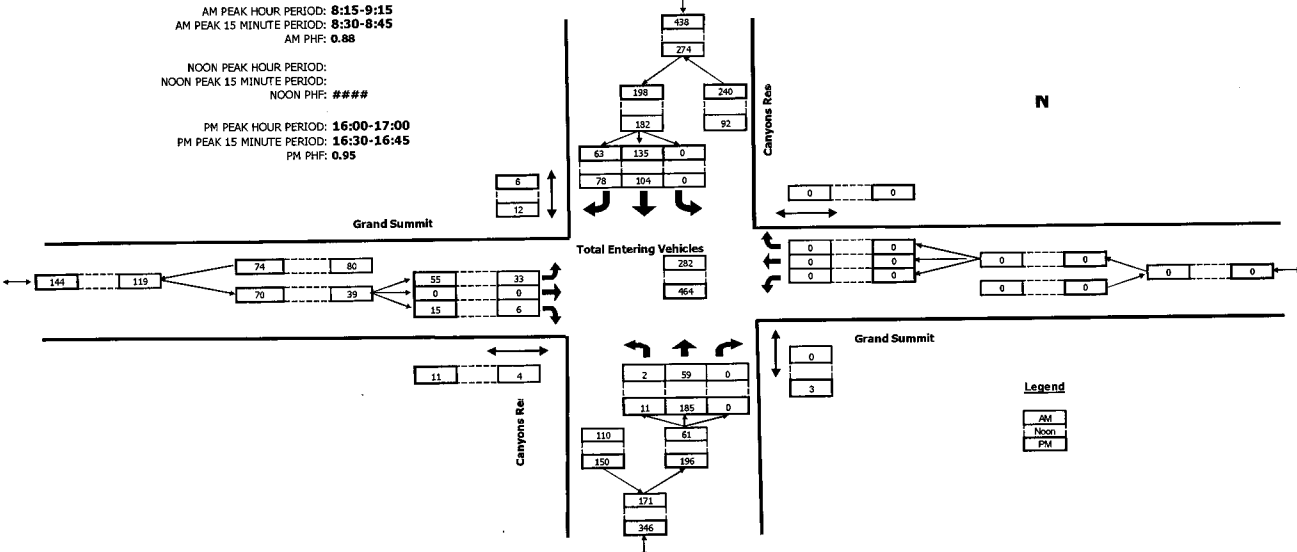 AM PEAK HOUR PERIOD: 8:15-9:15
AM PEAK 15 MINUTE PERIOD: 8:30-8:45
AM PHF: 0.88
NOON PEAK HOUR PERIOD:
NOON PEAK 15 MINUTE PERIOD:
NOON PHF: ####
PM PEAK HOUR PERIOD: 16:00-17:00
PM PEAK 15 MINUTE PERIOD: 16:30-16:45
PM PHF: 0.95
438
274
198
240
182
92
63 135 0
78 104 0
Canyons Res
N
6
12
0 0
Grand Summit
Total Entering Vehicles
282
464
144 119
74 80
70 39
55 33
0 0
15 6
0 0
0 0
0 0
0 0
0 0
0 0
Grand Summit
11 4
Canyons Re
2 59 0
11 185 0
0
3
110 61
150 196
171
346
Legend
AM
Noon
PM